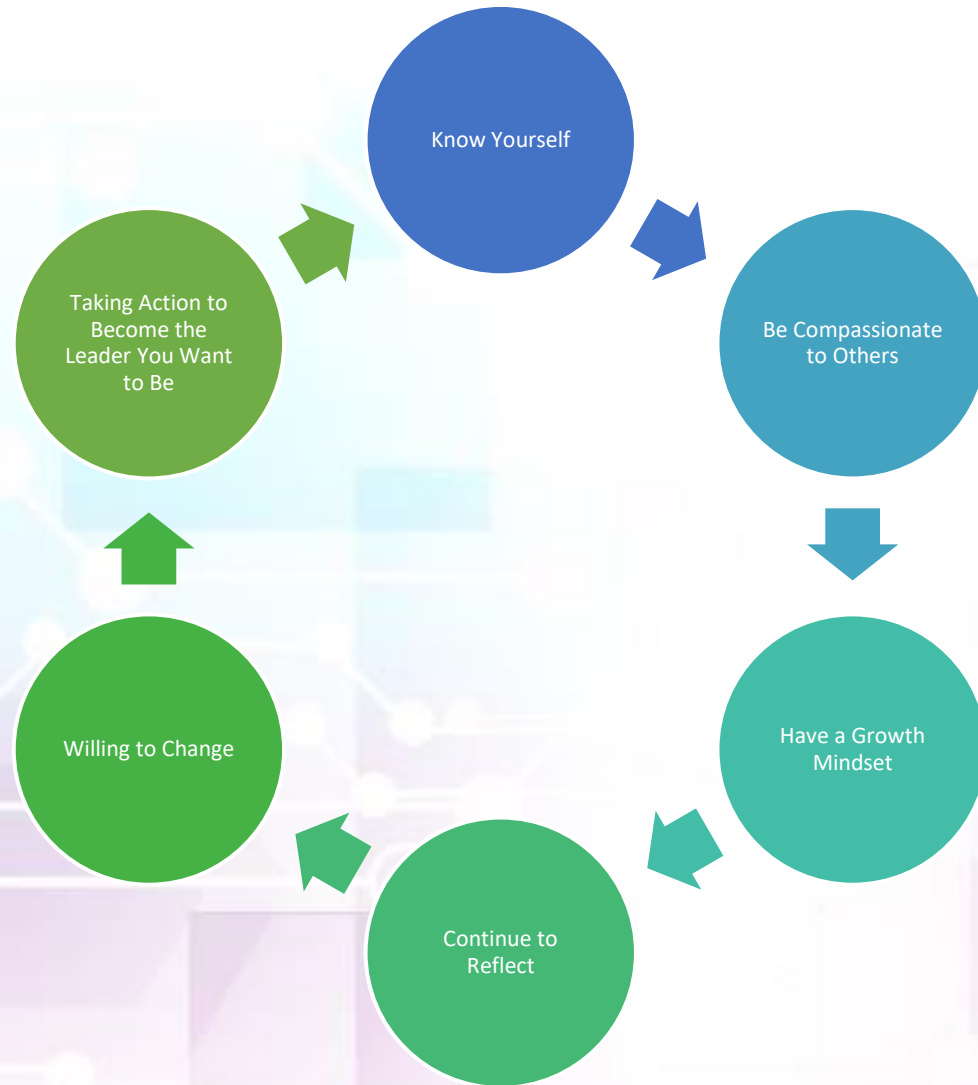 Know Yourself
Be Compassionate
to Others
Have a Growth
Mindset
Continue to
Reflect
Willing to Change
Taking Action to
Become the
Leader You Want
to Be